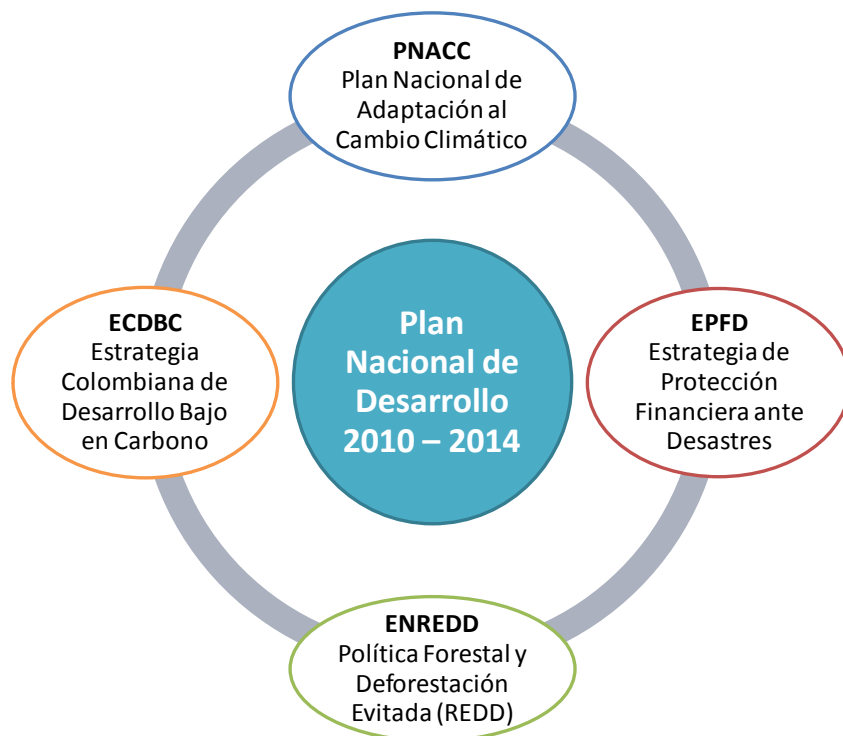 PNACC
Plan Nacional de
Adaptación al
Cambio Climático
ECDBC
Estrategia
Colombiana de
Desarrollo Bajo
en Carbono
Plan
Nacional de
Desarrollo
2010 – 2014
EPFD
Estrategia de
Protección
Financiera ante
Desastres
ENREDD
Política Forestal y
Deforestación
Evitada (REDD)